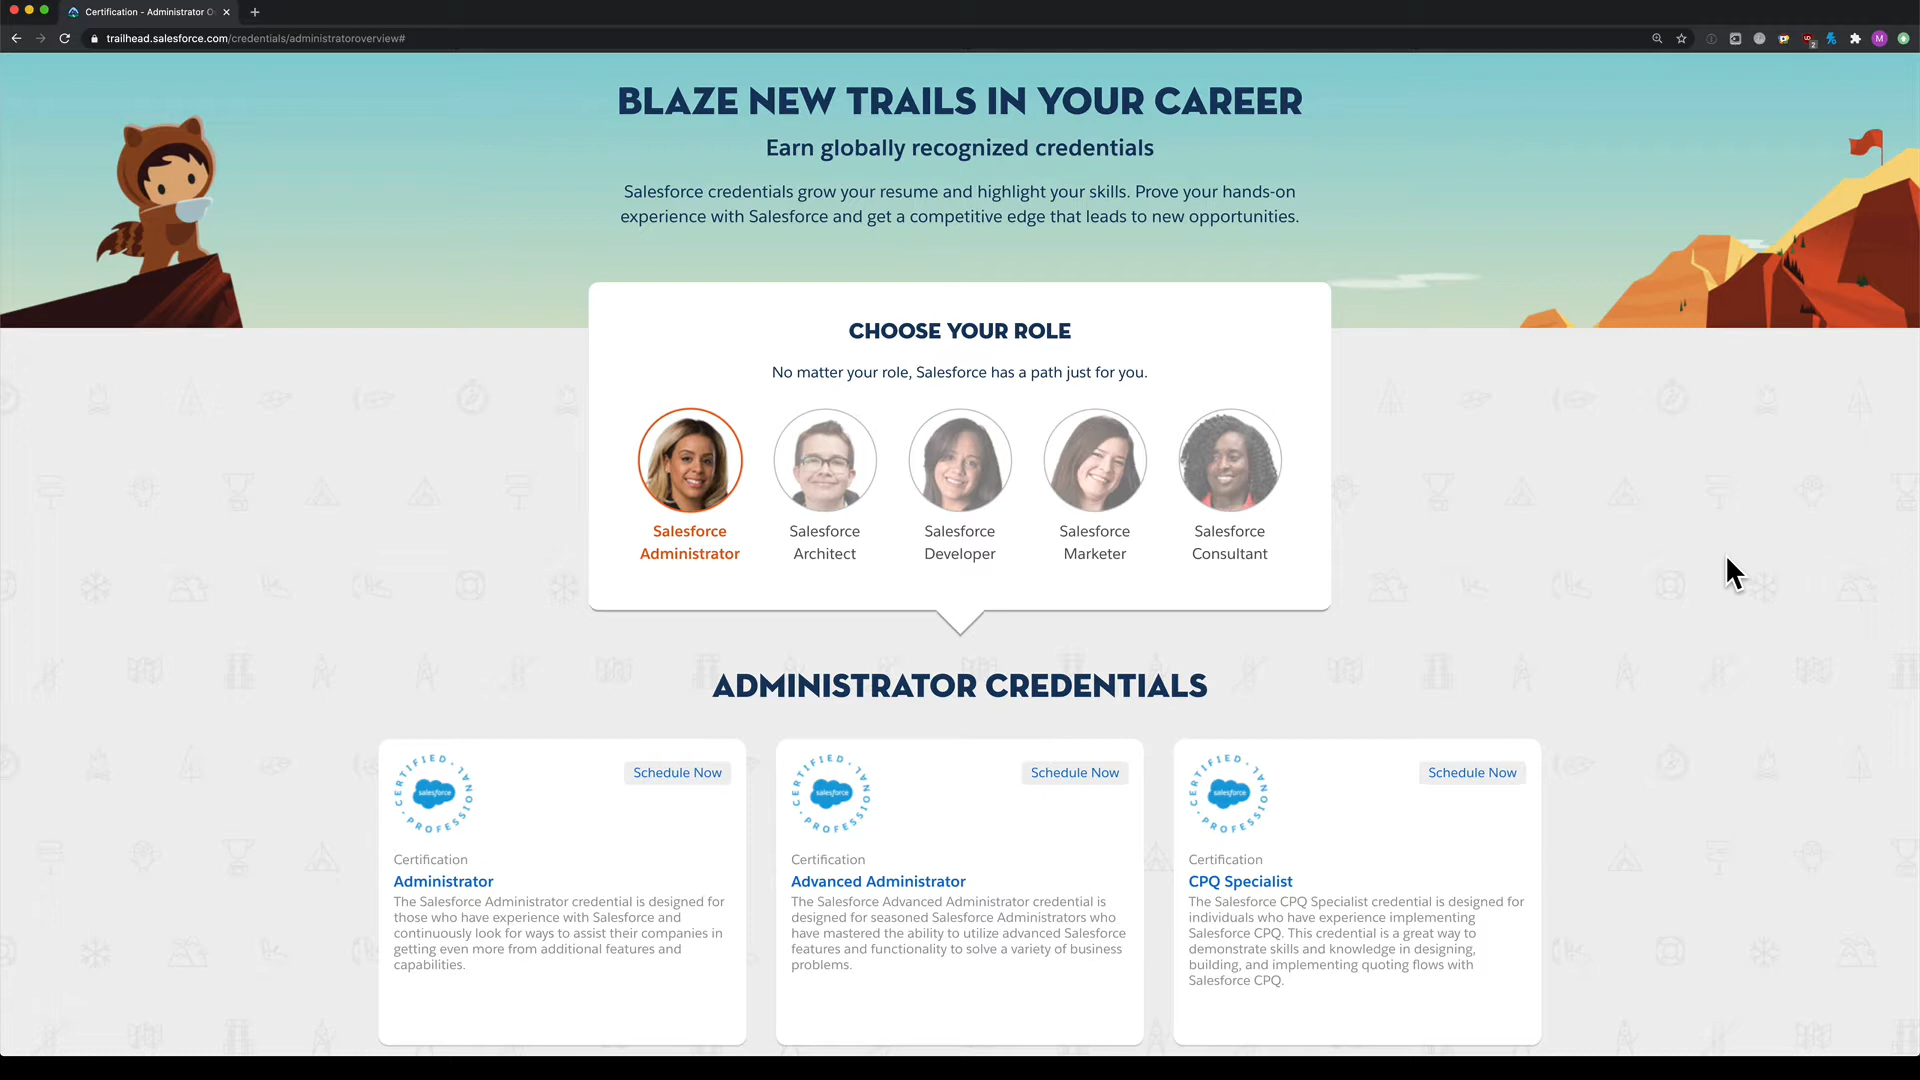 Certification - Administrator O
trailhead.salesforce.com/credentials/administratoroverview#
BLAZE NEW TRAILS IN YOUR CAREER
Earn globally recognized credentials
Salesforce credentials grow your resume and highlight your skills. Prove your hands-on
experience with Salesforce and get a competitive edge that leads to new opportunities.
CHOOSE YOUR ROLE
No matter your role, Salesforce has a path just for you.
Salesforce
Administrator
Salesforce
Architect
Salesforce
Developer
Salesforce
Marketer
Salesforce
Consultant
ADMINISTRATOR CREDENTIALS
CERTIFIED PROFESSIONAL
salesforce
Schedule Now
Certification
Administrator
The Salesforce Administrator credential is designed for
those who have experience with Salesforce and
continuously look for ways to assist their companies in
getting even more from additional features and
capabilities.
CERTIFIED PROFESSIONAL
salesforce
Schedule Now
Certification
Advanced Administrator
The Salesforce Advanced Administrator credential is
designed for seasoned Salesforce Administrators who
have mastered the ability to utilize advanced Salesforce
features and functionality to solve a variety of business
problems.
CERTIFIED PROFESSIONAL
salesforce
Schedule Now
Certification
CPQ Specialist
The Salesforce CPQ Specialist credential is designed for
individuals who have experience implementing
Salesforce CPQ. This credential is a great way to
demonstrate skills and knowledge in designing,
building, and implementing quoting flows with
Salesforce CPQ.
M
2